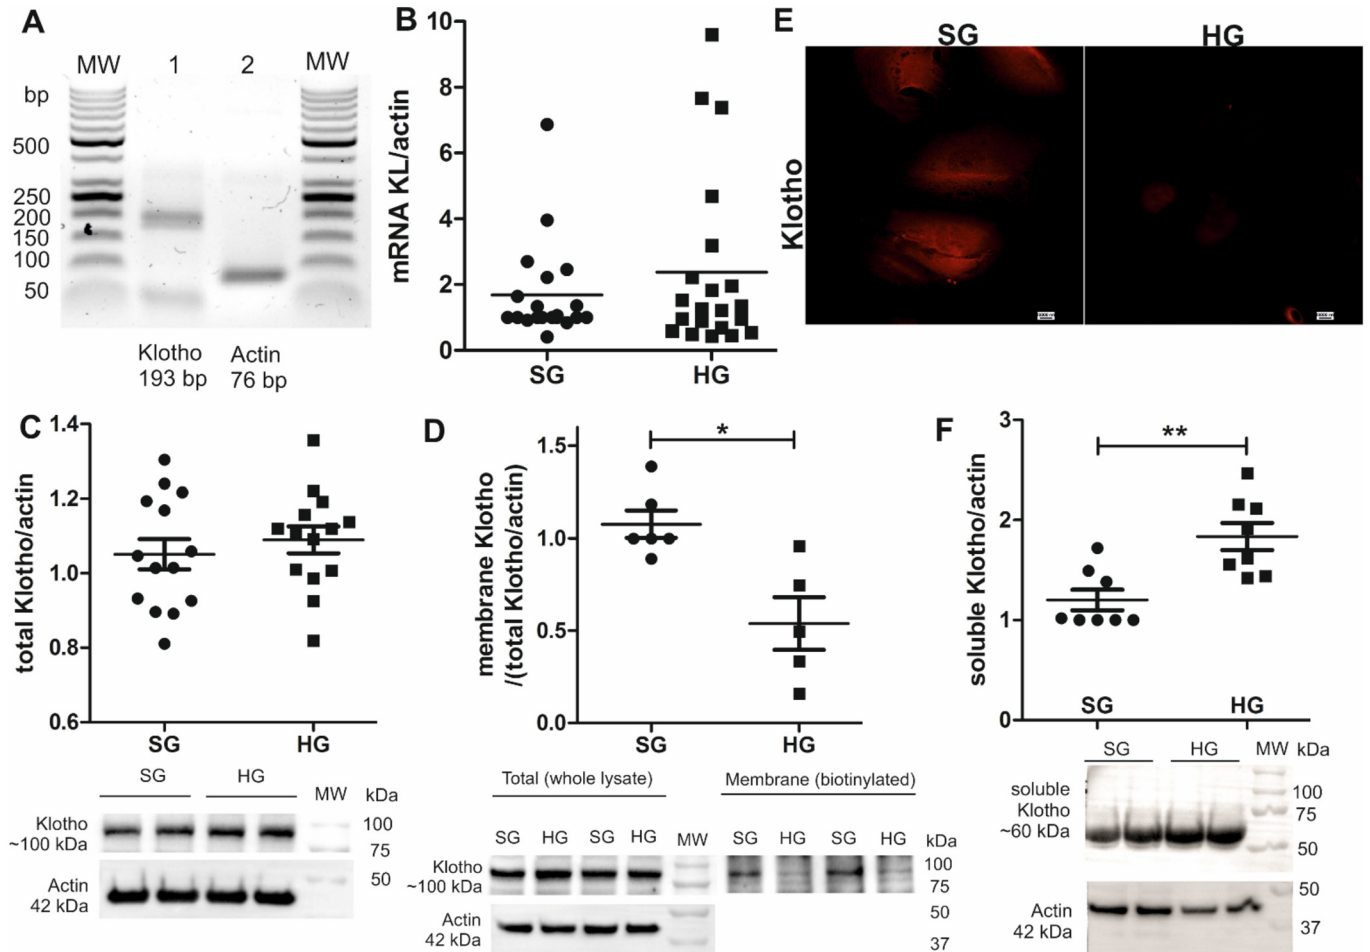 A
MW 1 2 MW
bp
500
250
200
150
100
50
Klotho Actin
193 bp 76 bp
B
mRNA KL/actin
10
8
6
4
2
0
SG HG
E
SG HG
Klotho
C
total Klotho/actin
1.4
1.2
1.0
0.8
0.6
SG HG
SG HG MW kDa
Klotho
~100 kDa
100
75
Actin
42 kDa
50
D
membrane Klotho
/(total Klotho/actin)
1.5
1.0
0.5
0.0
*
SG HG
Total (whole lysate) Membrane (biotinylated)
SG HG SG HG MW SG HG SG HG kDa
Klotho
~100 kDa
100
75
Actin
42 kDa
50
37
F
soluble Klotho/actin
3
2
1
0
**
SG HG
SG HG MW kDa
soluble
Klotho
~60 kDa
100
75
50
Actin
42 kDa
50
37